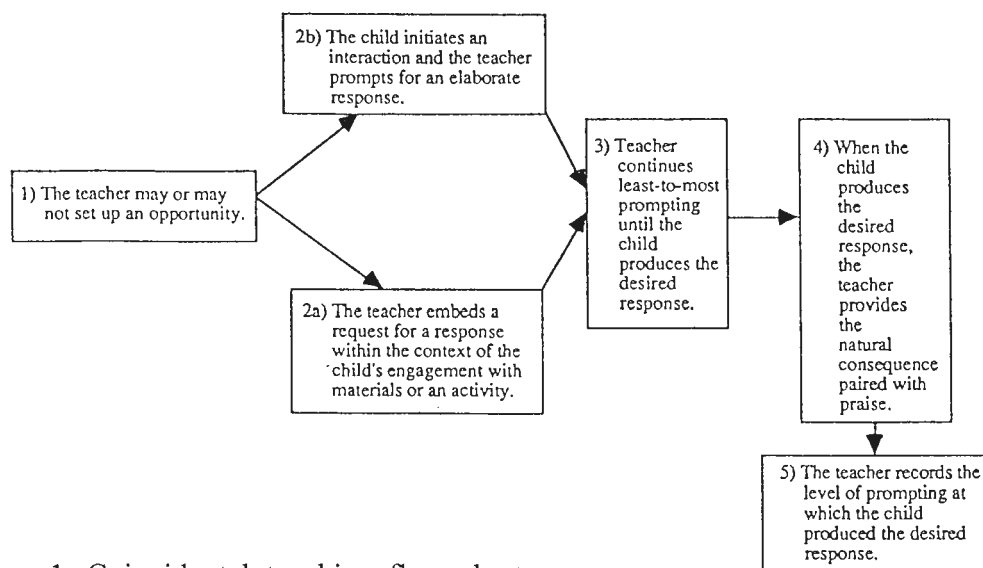 2b) The child initiates an
interaction and the teacher
prompts for an elaborate
response.
1) The teacher may or may
not set up an opportunity.
3) Teacher
continues
least-to-most
prompting
until the
child
produces the
desired
response.
4) When the
child
produces
the
desired
response,
the
teacher
provides
the
natural
consequence
paired with
praise.
2a) The teacher embeds a
request for a response
within the context of the
child's engagement with
materials or an activity.
5) The teacher records the
level of prompting at
which the child
produced the desired
response.